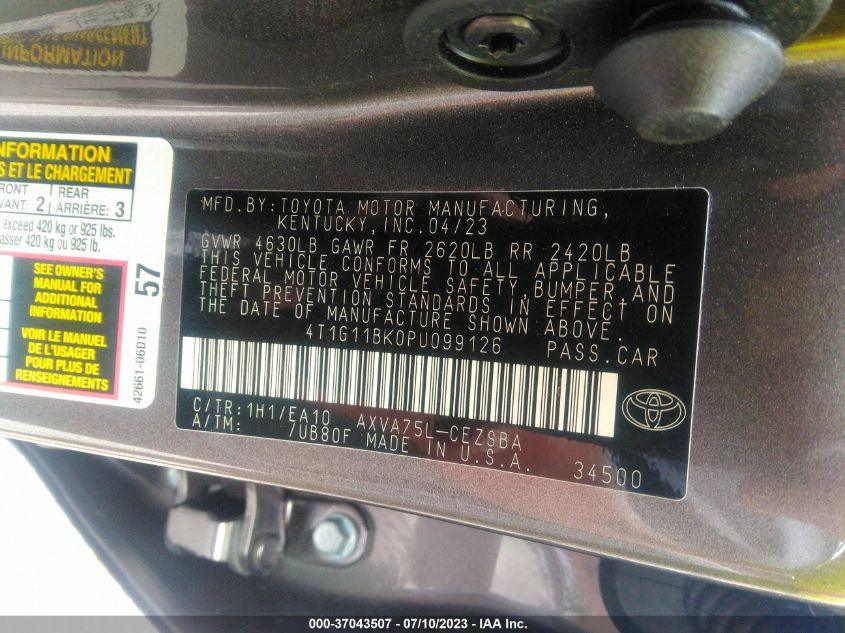 INFORMATION
S ET LE CHARGEMENT
FRONT
AVANT: 2
REAR
ARRIÈRE: 3
exceed 420 kg or 925 lbs.
asser 420 kg ou 925 lb.
SEE OWNER'S
MANUAL FOR
ADDITIONAL
INFORMATION
VOIR LE MANUEL
DE L'USAGER
POUR PLUS DE
RENSEIGNEMENTS
57
42661-06D10
MFD.BY:TOYOTA MOTOR MANUFACTURING,
KENTUCKY, INC. 04/23
GVWR 4630LB GAWR FR 2620LB RR 2420LB
THIS VEHICLE CONFORMS TO ALL APPLICABLE
FEDERAL MOTOR VEHICLE SAFETY, BUMPER, AND
THEFT PREVENTION STANDARDS IN EFFECT ON
THE DATE OF MANUFACTURE SHOWN ABOVE.
4T1G11BK0PU099126 PASS.CAR
C/TR:1H1/EA10 AXVA75L-CEZSBA
A/TM: 7UB80F MADE IN U.S.A. 34500
000-37043507 - 07/10/2023 - IAA Inc.